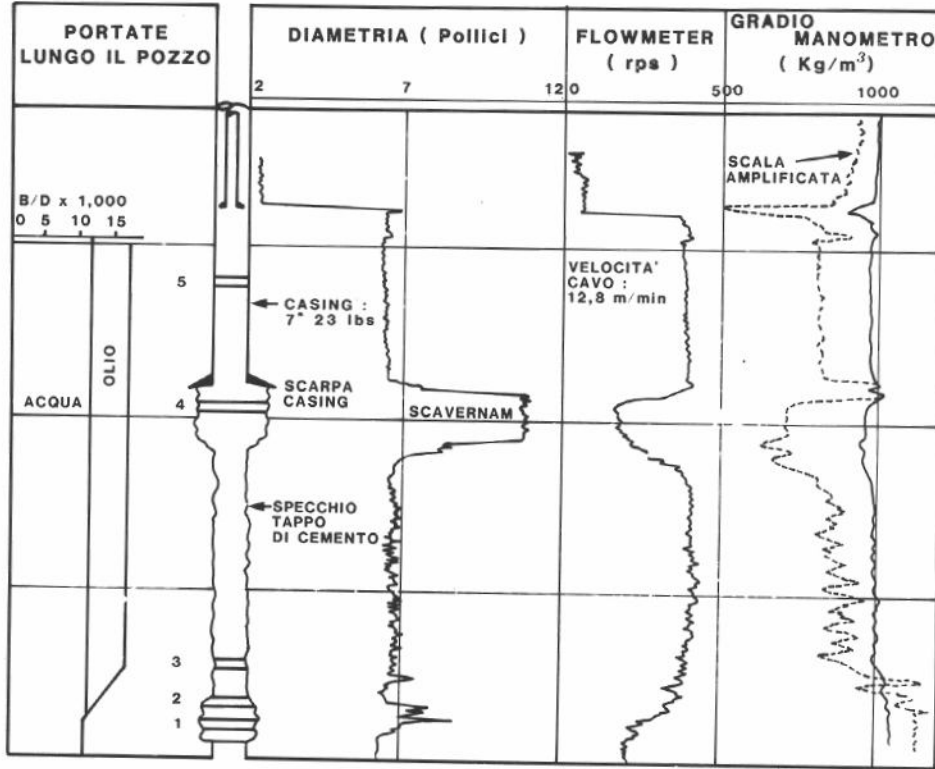 PORTATE
LUNGO IL POZZO
DIAMETRIA ( Pollici )
FLOWMETER
( rps )
GRADIO
MANOMETRO
( Kg/m³ )
2
7
12
0
500
1000
SCALA
AMPLIFICATA
B/D x 1,000
0 5 10 15
5
VELOCITA'
CAVO :
12,8 m/min
CASING :
7" 23 lbs
OLIO
SCARPA
CASING
ACQUA
4
SCAVERNAM
SPECCHIO
TAPPO
DI CEMENTO
3
2
1